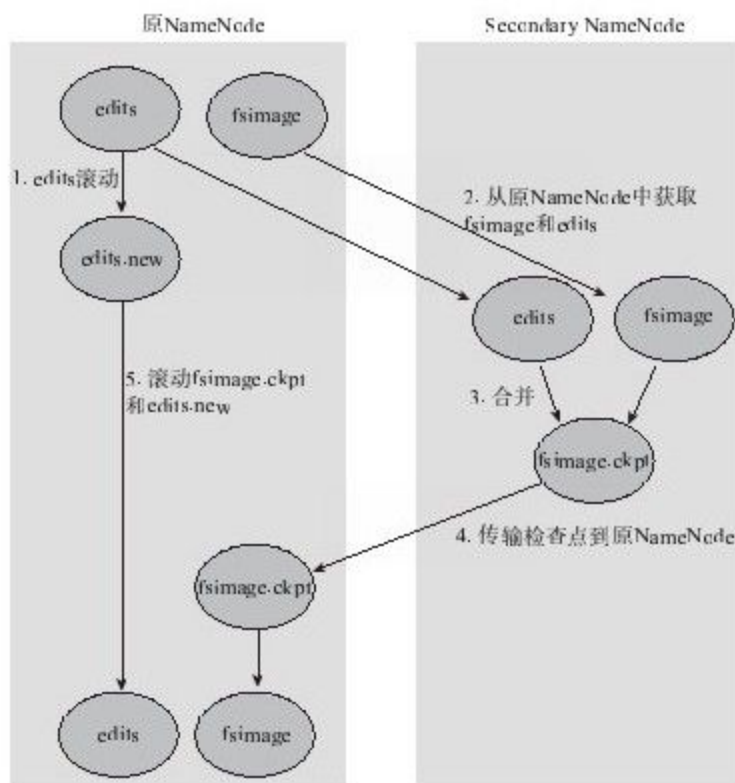 原NameNode
Secondary NameNode
edits
fsimage
1. edits滚动
2. 从原NameNode中获取
fsimage和edits
edits.new
edits
fsimage
5. 滚动fsimage.ckpt
和edits.new
3. 合并
fsimage.ckpt
4. 传输检查点到原NameNode
fsimage.ckpt
edits
fsimage